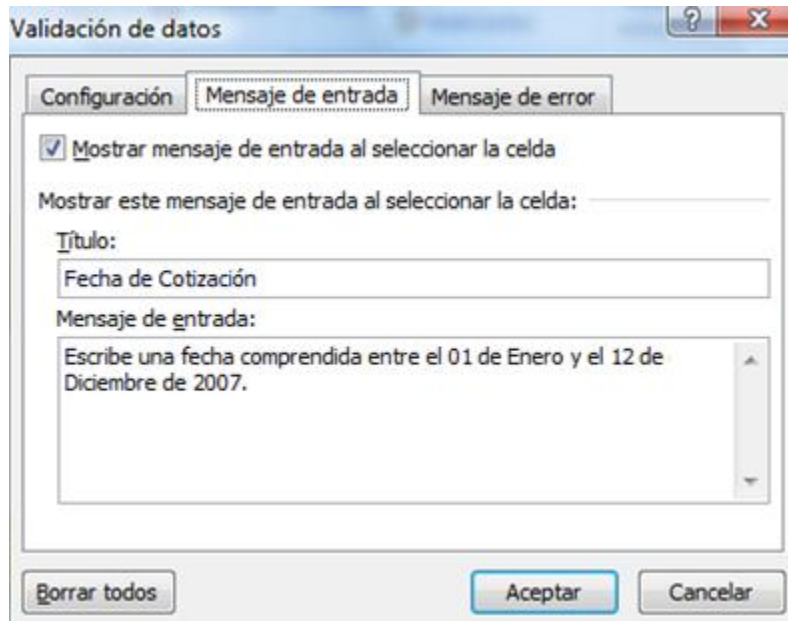 Validación de datos
Configuración Mensaje de entrada Mensaje de error
Mostrar mensaje de entrada al seleccionar la celda
Mostrar este mensaje de entrada al seleccionar la celda:
Título:
Fecha de Cotización
Mensaje de entrada:
Escribe una fecha comprendida entre el 01 de Enero y el 12 de
Diciembre de 2007.
Borrar todos Aceptar Cancelar